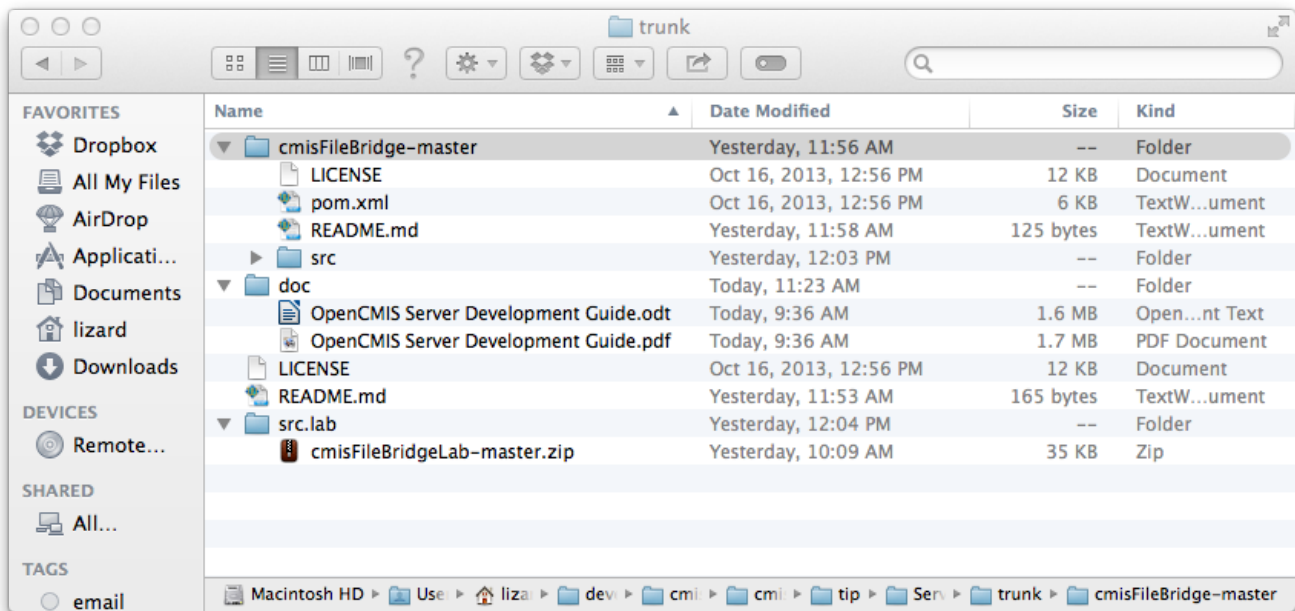 trunk
FAVORITES
Name Date Modified Size Kind
Dropbox
cmisFileBridge-master Yesterday, 11:56 AM -- Folder
All My Files
LICENSE Oct 16, 2013, 12:56 PM 12 KB Document
pom.xml Oct 16, 2013, 12:56 PM 6 KB TextW...ument
AirDrop
README.md Yesterday, 11:58 AM 125 bytes TextW...ument
Applicati...
src Yesterday, 12:03 PM -- Folder
Documents
doc Today, 11:23 AM -- Folder
OpenCMIS Server Development Guide.odt Today, 9:36 AM 1.6 MB Open...nt Text
lizard
OpenCMIS Server Development Guide.pdf Today, 9:36 AM 1.7 MB PDF Document
Downloads
LICENSE Oct 16, 2013, 12:56 PM 12 KB Document
README.md Yesterday, 11:53 AM 165 bytes TextW...ument
DEVICES
src.lab Yesterday, 12:04 PM -- Folder
Remote...
cmisFileBridgeLab-master.zip Yesterday, 10:09 AM 35 KB Zip
SHARED
All...
TAGS
email
Macintosh HD Use liza dev cmi cmi tip Serv trunk cmisFileBridge-master